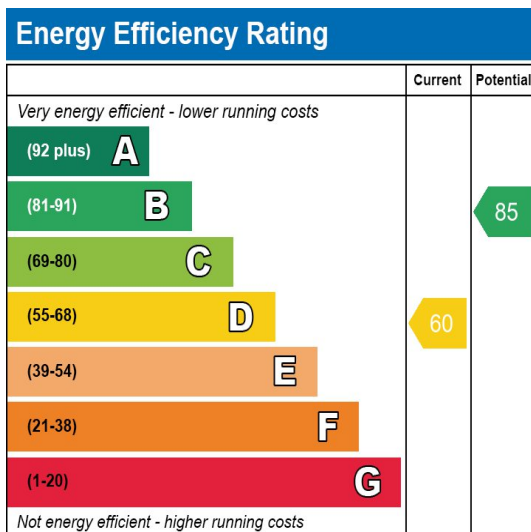 Energy Efficiency Rating
Current Potential
Very energy efficient - lower running costs
(92 plus) A
(81-91) B
85
(69-80) C
(55-68) D
60
(39-54) E
(21-38) F
(1-20) G
Not energy efficient - higher running costs